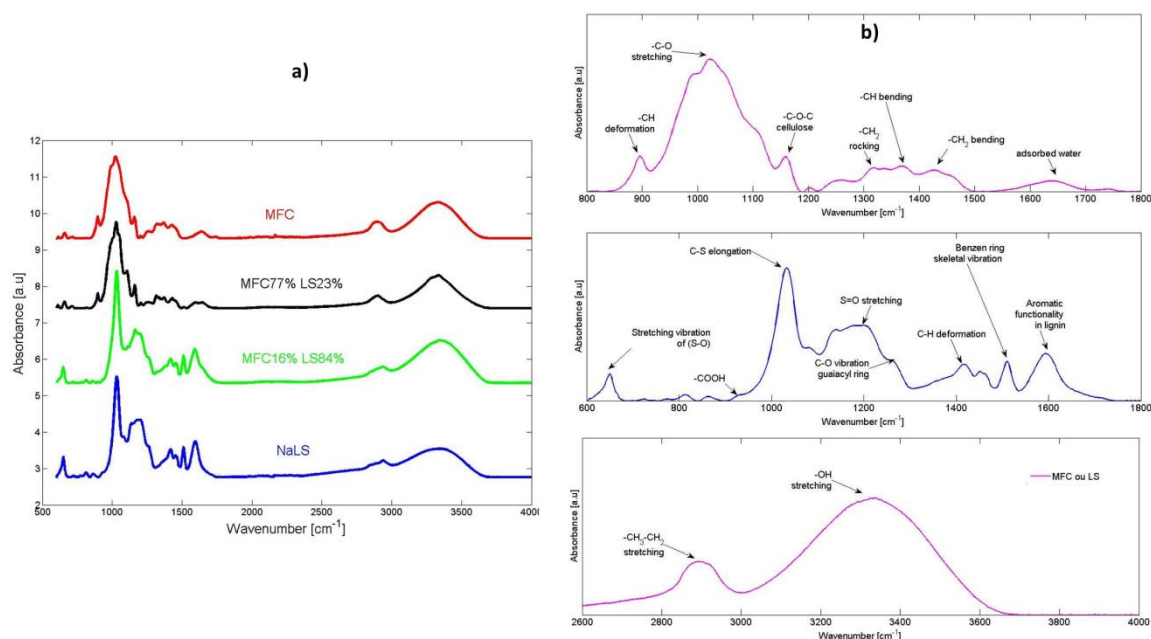 a)
12
11
10
9
8
7
6
5
4
3
2
Absorbance [a.u]
MFC
MFC77% LS23%
MFC16% LS84%
NaLS
500 1000 1500 2000 2500 3000 3500 4000
Wavenumber [cm-1]
b)
Absorbance [a.u]
-C-O
stretching
-CH
deformation
-C-O-C
cellulose
-CH2
rocking
-CH bending
-CH2 bending
adsorbed water
800 900 1000 1100 1200 1300 1400 1500 1600 1700 1800
Wavenumber [cm-1]
Absorbance [a.u]
Stretching vibration
of (S-O)
-COOH
C-S elongation
S=O stretching
C-O vibration
guaiacyl ring
C-H deformation
Benzen ring
skeletal vibration
Aromatic
functionality
in lignin
600 800 1000 1200 1400 1600 1800
Wavenumber [cm-1]
Absorbance [a.u]
-CH3-CH2
stretching
-OH
stretching
MFC ou LS
2600 2800 3000 3200 3400 3600 3800 4000
Wavenumber [cm-1]